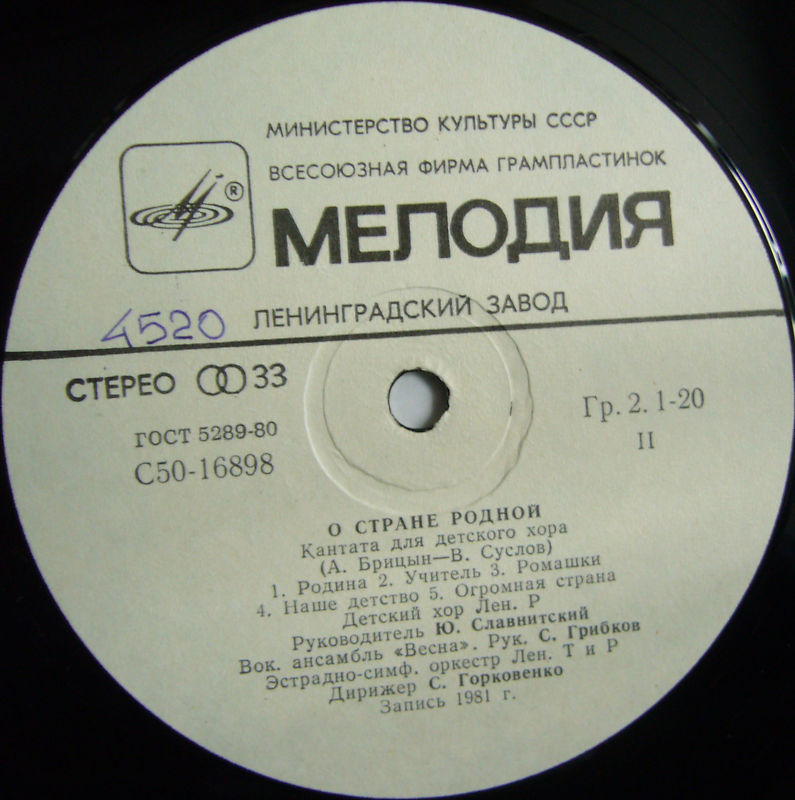 МИНИСТЕРСТВО КУЛЬТУРЫ СССР
ВСЕСОЮЗНАЯ ФИРМА ГРАМПЛАСТИНОК
®
МЕЛОДИЯ
4520 ЛЕНИНГРАДСКИЙ ЗАВОД
СТЕРЕО 33
ГОСТ 5289-80
Гр. 2. 1-20
С50-16898
II
О СТРАНЕ РОДНОЙ
Кантата для детского хора
(А. Брицын—В. Суслов)
1. Родина 2. Учитель 3. Ромашки
4. Наше детство 5. Огромная страна
Детский хор Лен. Р
Руководитель Ю. Славнитский
Вок. ансамбль «Весна». Рук. С. Грибков
Эстрадно-симф. оркестр Лен. Т и Р
Дирижер С. Горковенко
Запись 1981 г.